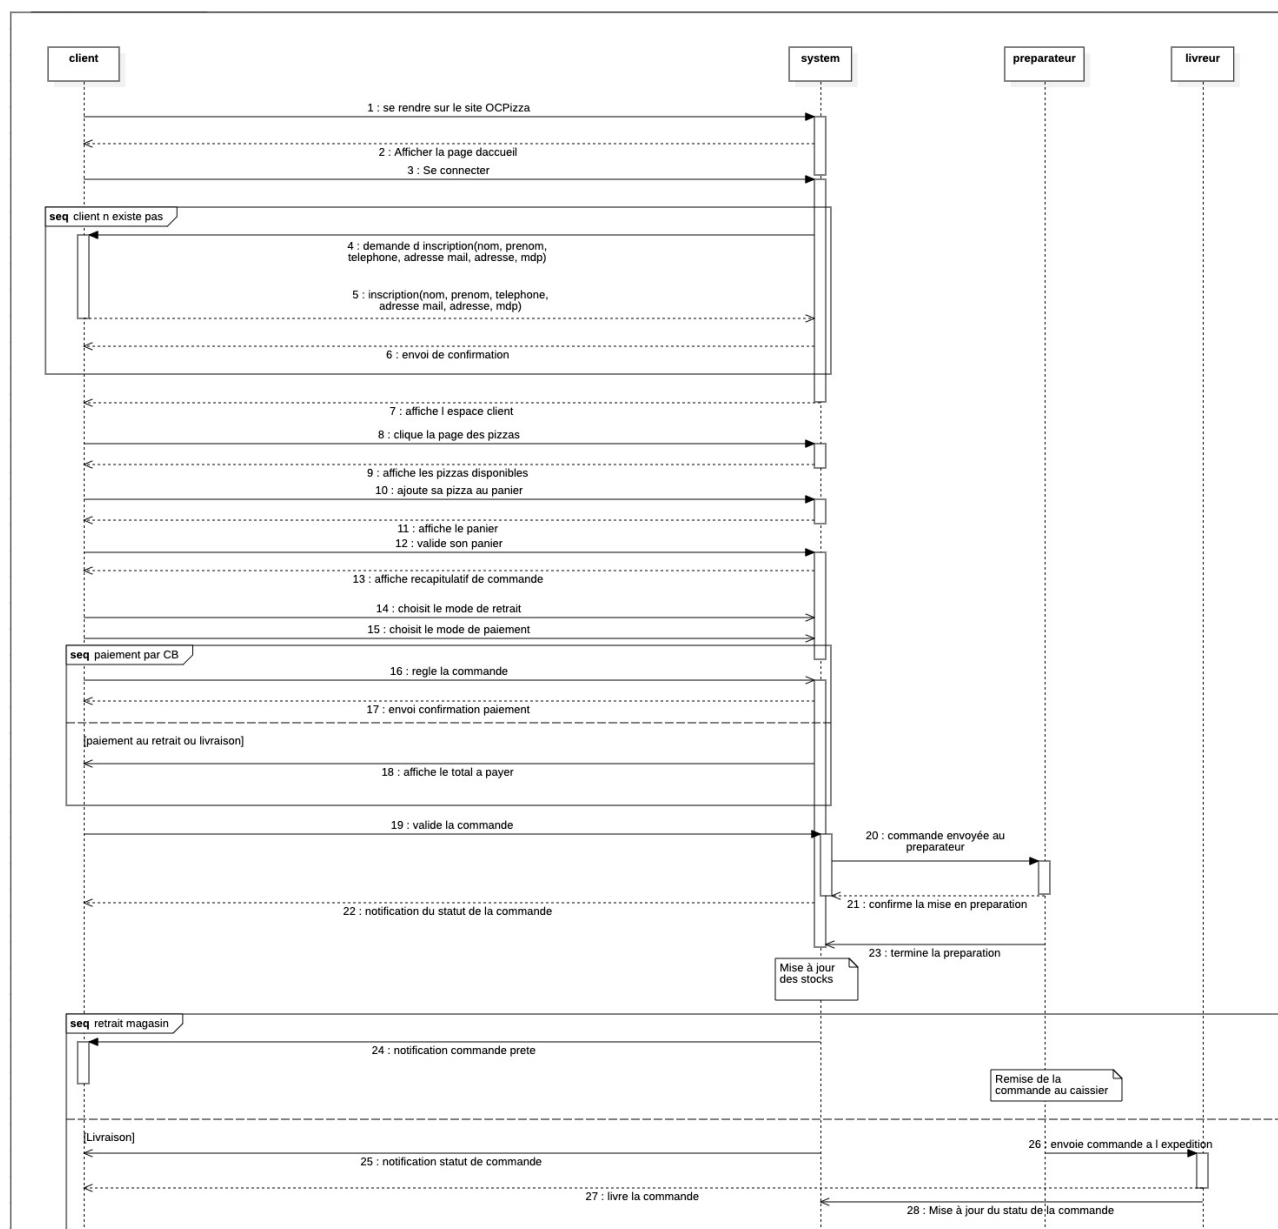 client
system
preparateur
livreur
1 : se rendre sur le site OCPizza
2 : Afficher la page daccueil
3 : Se connecter
seq client n existe pas
4 : demande d inscription(nom, prenom,
telephone, adresse mail, adresse, mdp)
5 : inscription(nom, prenom, telephone,
adresse mail, adresse, mdp)
6 : envoi de confirmation
7 : affiche l espace client
8 : clique la page des pizzas
9 : affiche les pizzas disponibles
10 : ajoute sa pizza au panier
11 : affiche le panier
12 : valide son panier
13 : affiche recapitulatif de commande
14 : choisit le mode de retrait
15 : choisit le mode de paiement
seq paiement par CB
16 : regle la commande
17 : envoi confirmation paiement
[paiement au retrait ou livraison]
18 : affiche le total a payer
19 : valide la commande
20 : commande envoyée au
preparateur
21 : confirme la mise en preparation
22 : notification du statut de la commande
23 : termine la preparation
Mise à jour
des stocks
seq retrait magasin
24 : notification commande prete
Remise de la
commande au caissier
[Livraison]
26 : envoie commande a l expedition
25 : notification statut de commande
27 : livre la commande
28 : Mise à jour du statu de la commande